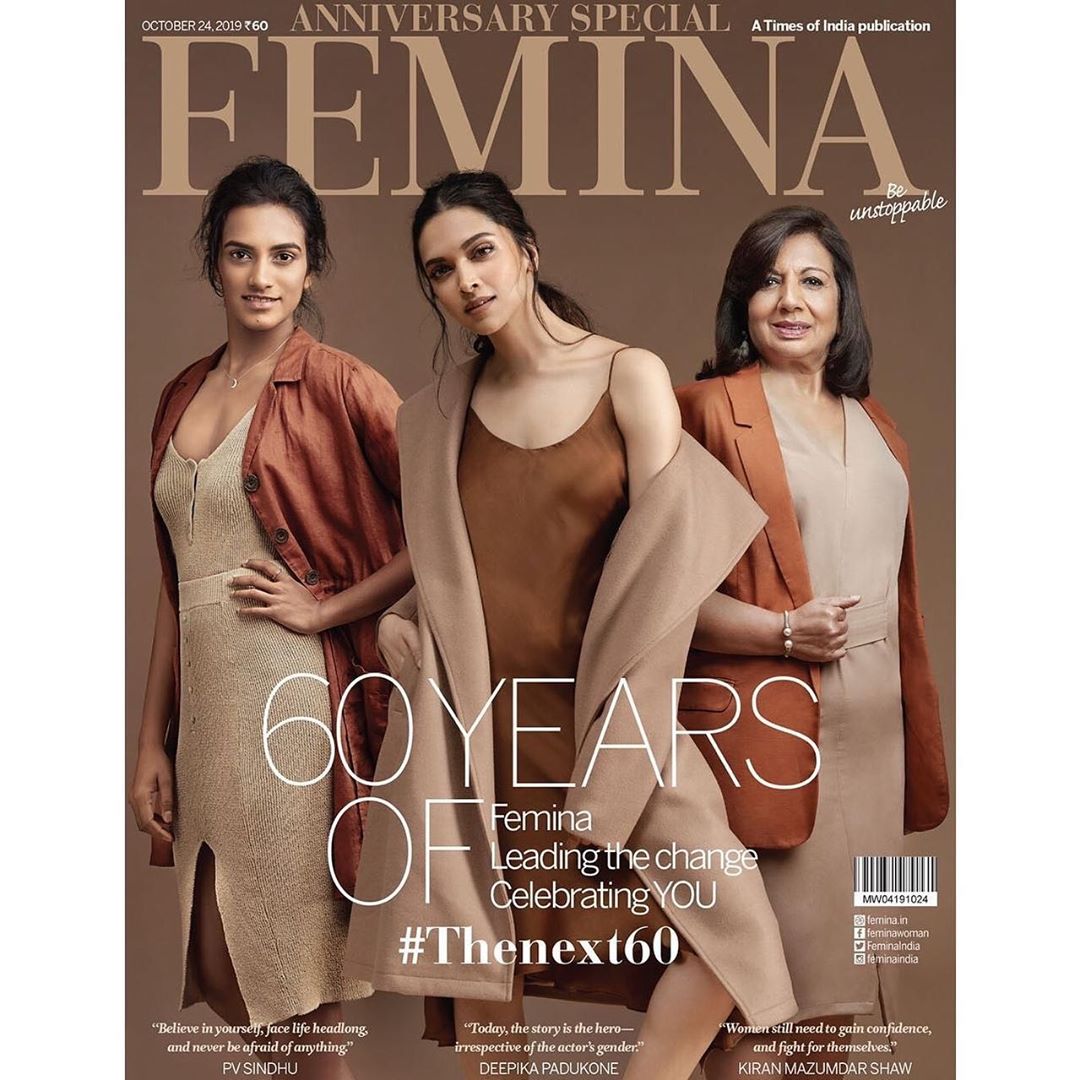 OCTOBER 24, 2019 ₹60
ANNIVERSARY SPECIAL
A Times of India publication
FEMINA
Be
unstoppable
60 YEARS
OF
Femina
Leading the change
Celebrating YOU
#Thenext60
MW04191024
femina.in
feminawoman
FeminaIndia
feminaindia
“Believe in yourself, face life headlong,
and never be afraid of anything.”
PV SINDHU
“Today, the story is the hero—
irrespective of the actor’s gender.”
DEEPIKA PADUKONE
“Women still need to gain confidence,
and fight for themselves.”
KIRAN MAZUMDAR SHAW